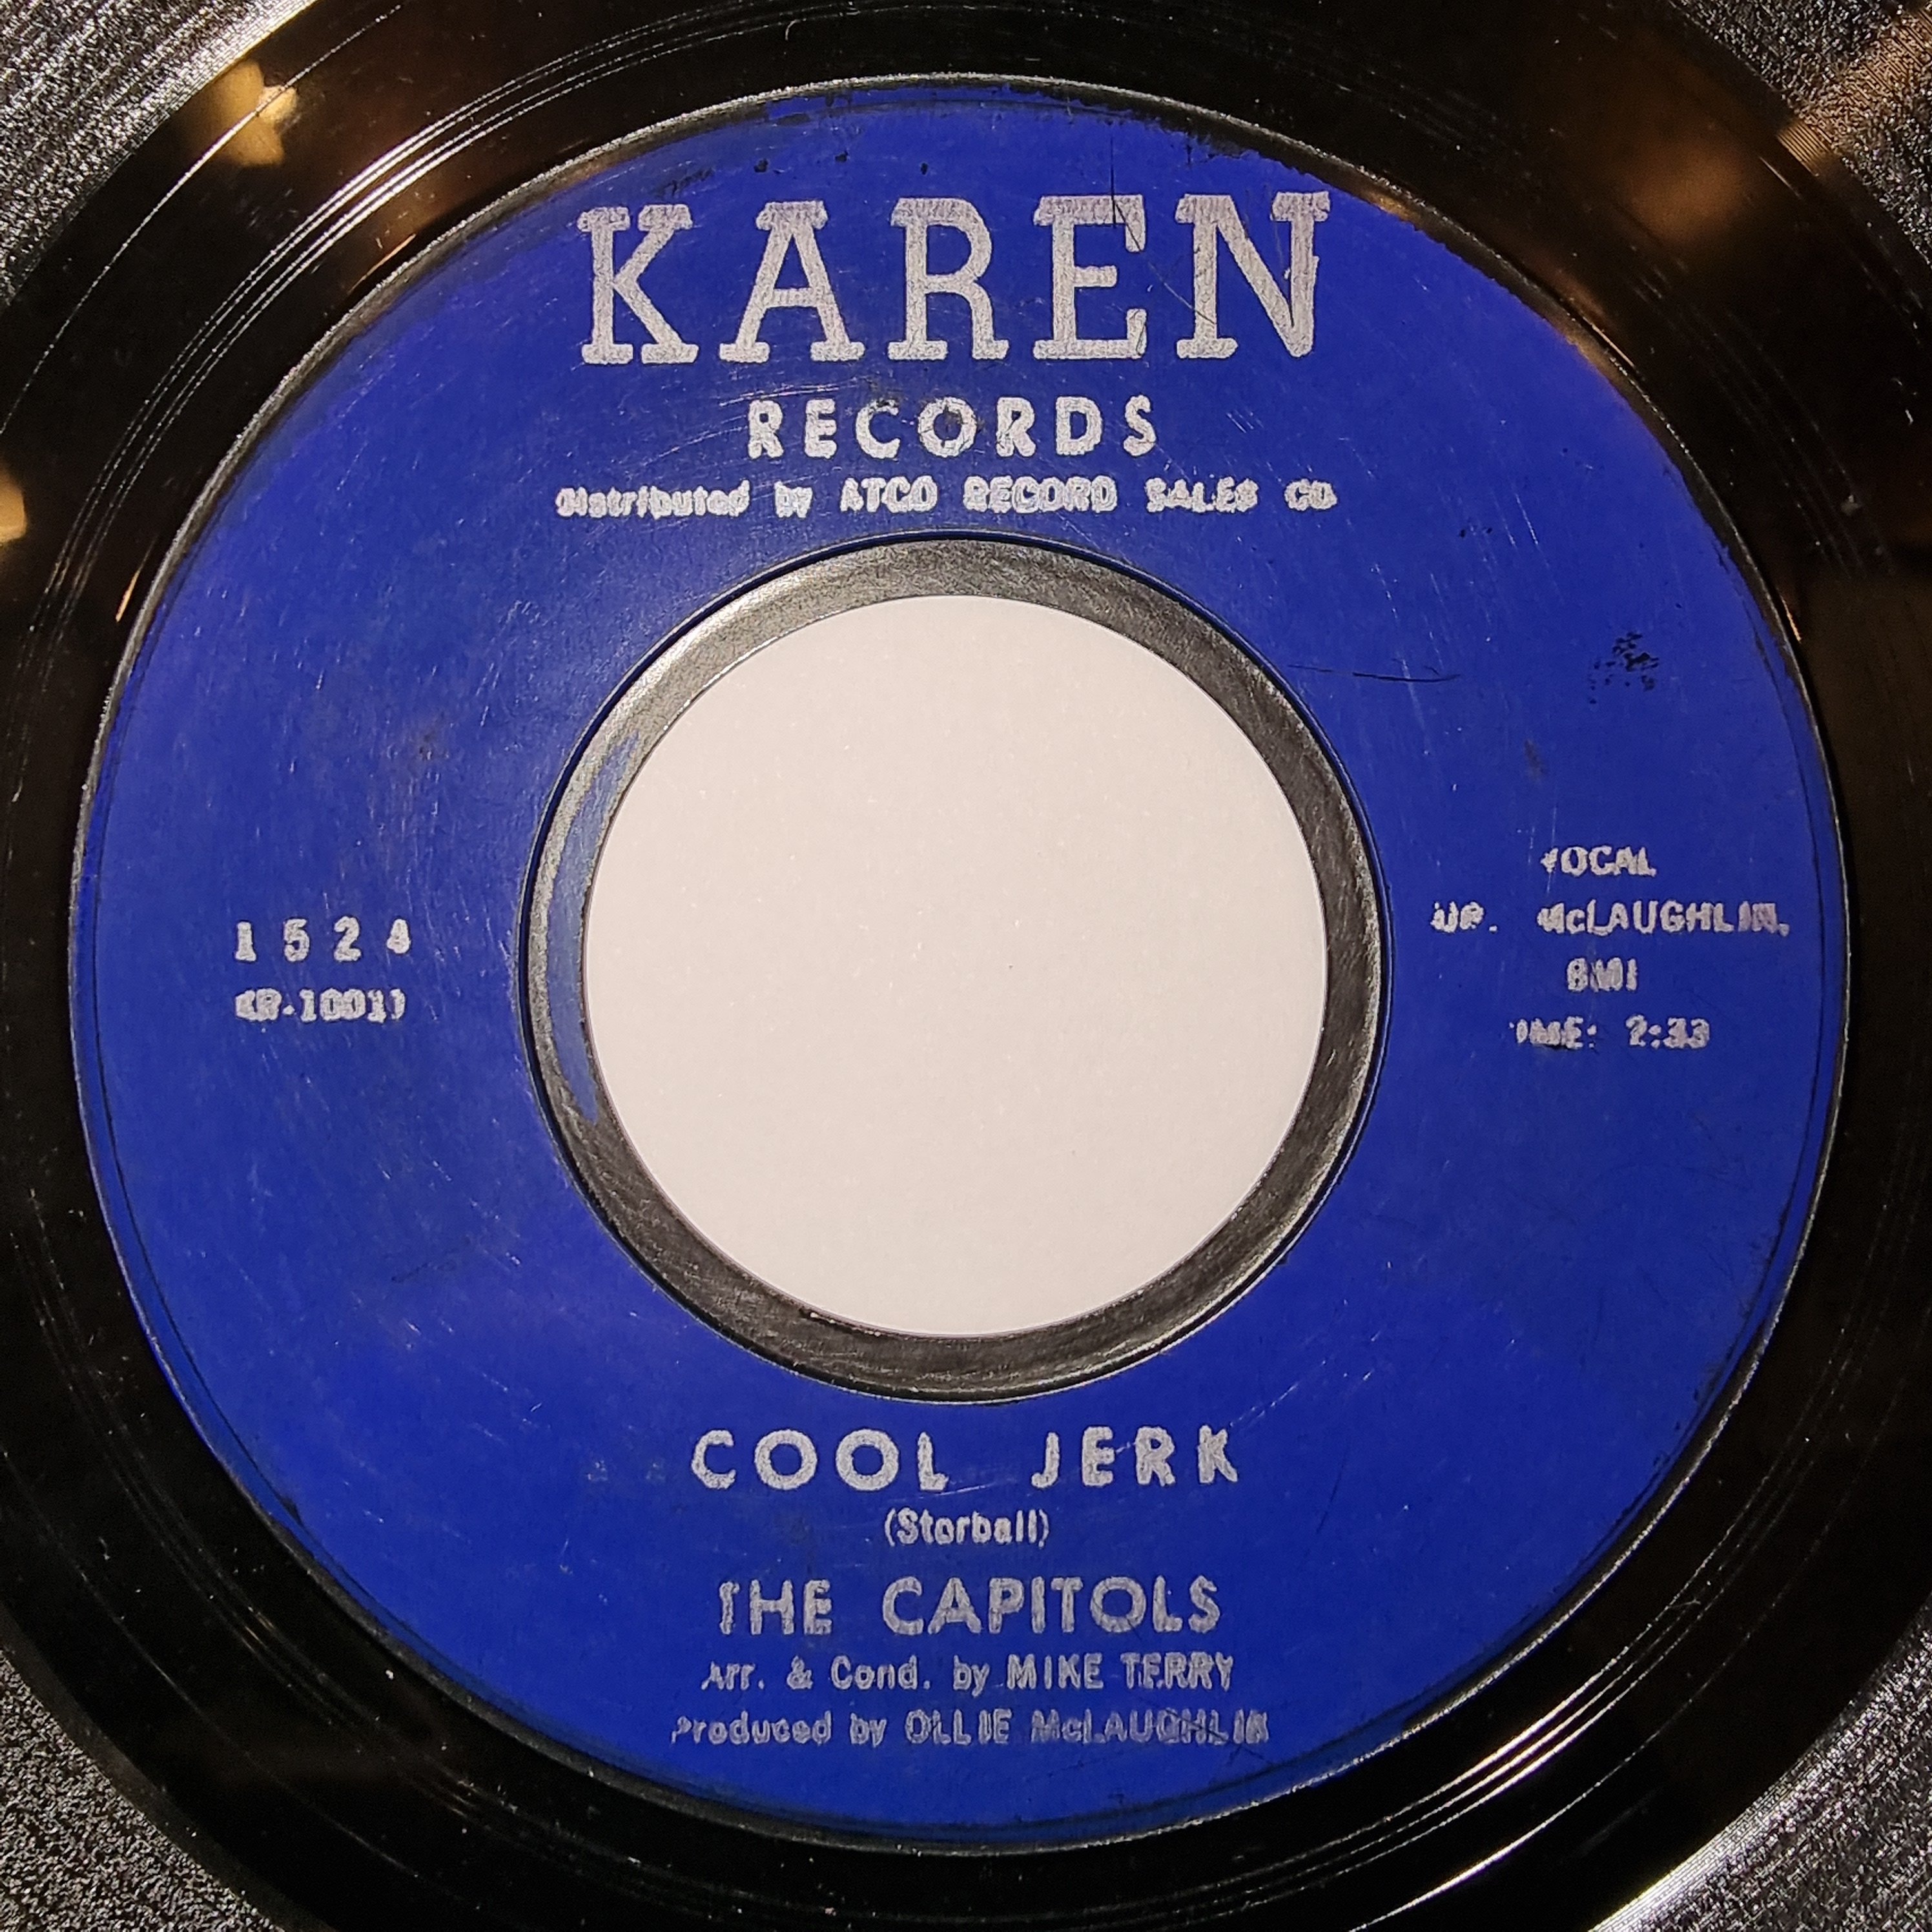 KAREN
RECORDS
Distributed by ATCO RECORD SALES CO
1524
VOCAL
McLAUGHLIN,
BMI
TIME: 2:33
COOL JERK
(Storball)
THE CAPITOLS
Arr. & Cond. by MIKE TERRY
Produced by OLLIE McLAUGHLIN